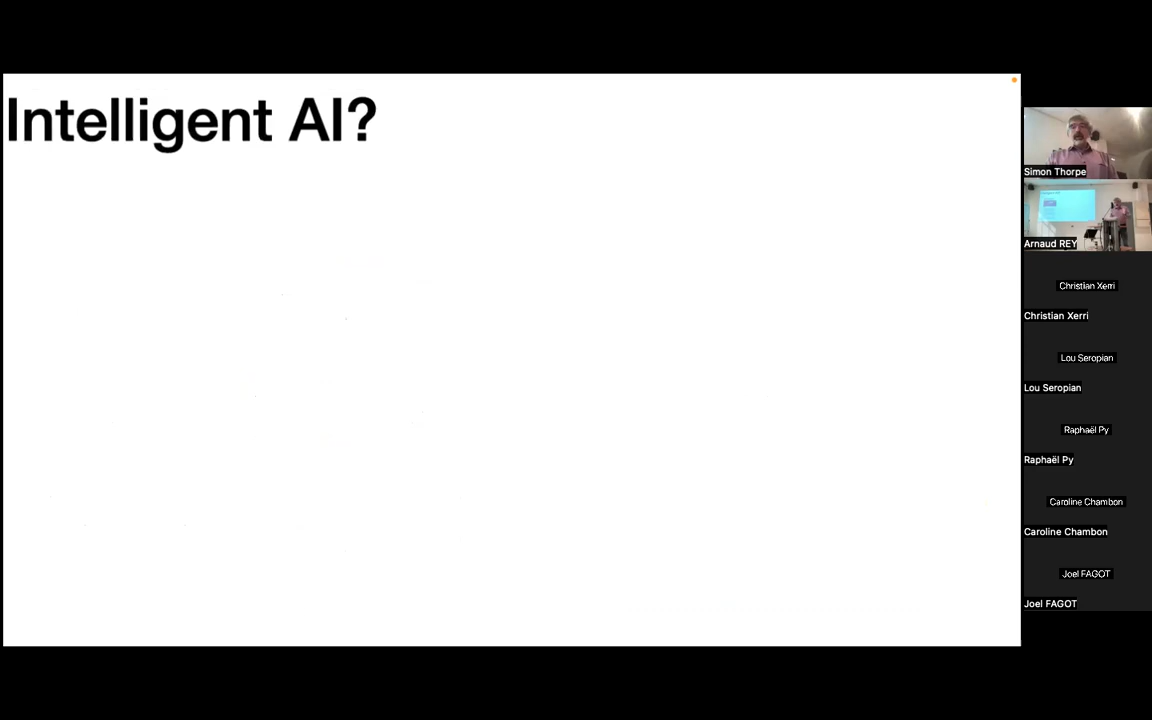 Intelligent AI?
Simon Thorpe
Arnaud REY
Christian Xerri
Christian Xerri
Lou Seropian
Lou Seropian
Raphaël Py
Raphaël Py
Caroline Chambon
Caroline Chambon
Joel FAGOT
Joel FAGOT